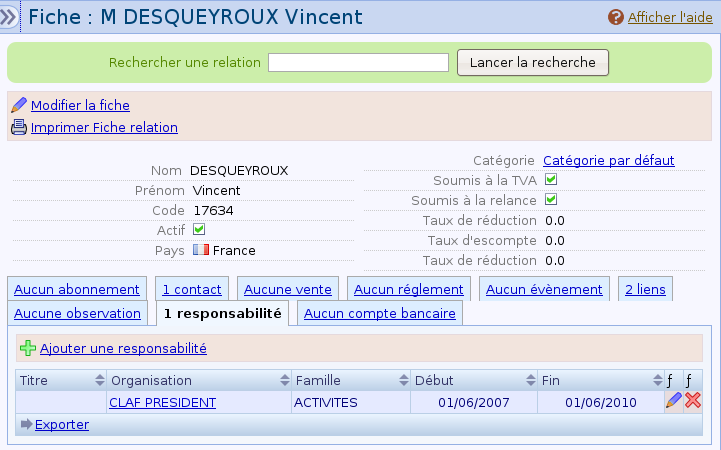 Fiche : M DESQUEYROUX Vincent
Afficher l'aide
Rechercher une relation
Lancer la recherche
Modifier la fiche
Imprimer Fiche relation
Nom DESQUEYROUX
Prénom Vincent
Code 17634
Actif
Pays France
Catégorie Catégorie par défaut
Soumis à la TVA
Soumis à la relance
Taux de réduction 0.0
Taux d'escompte 0.0
Taux de réduction 0.0
Aucun abonnement 1 contact Aucune vente Aucun réglement Aucun évènement 2 liens
Aucune observation 1 responsabilité Aucun compte bancaire
Ajouter une responsabilité
Titre Organisation Famille Début Fin ƒ ƒ
CLAF PRESIDENT ACTIVITES 01/06/2007 01/06/2010
Exporter